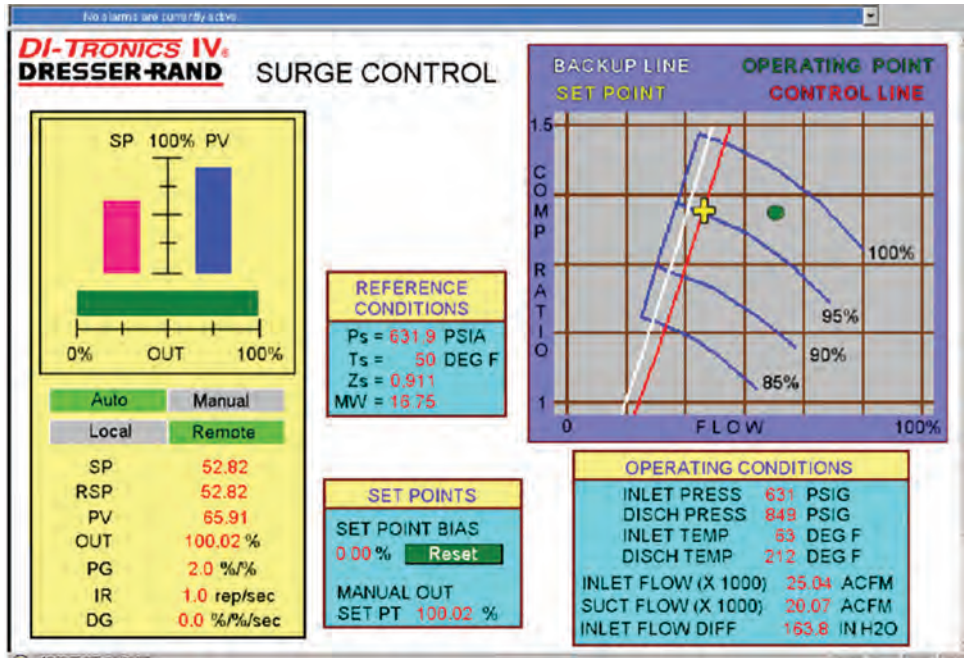 No alarms are currently active
DI-TRONICS IV®
DRESSER-RAND
SURGE CONTROL
SP 100% PV
0% OUT 100%
Auto Manual
Local Remote
SP 52.82
RSP 52.82
PV 65.91
OUT 100.02 %
PG 2.0 %/%
IR 1.0 rep/sec
DG 0.0 %/%/sec
REFERENCE
CONDITIONS
Ps = 631.9 PSIA
Ts = 50 DEG F
Zs = 0.911
MW = 16.75
SET POINTS
SET POINT BIAS
0.00 % Reset
MANUAL OUT
SET PT 100.02 %
BACKUP LINE OPERATING POINT
SET POINT CONTROL LINE
1.5
COMP RATIO
1
100%
95%
90%
85%
0 FLOW 100%
OPERATING CONDITIONS
INLET PRESS 631 PSIG
DISCH PRESS 849 PSIG
INLET TEMP 63 DEG F
DISCH TEMP 212 DEG F
INLET FLOW (X 1000) 25.04 ACFM
SUCT FLOW (X 1000) 20.07 ACFM
INLET FLOW DIFF 163.8 IN H2O